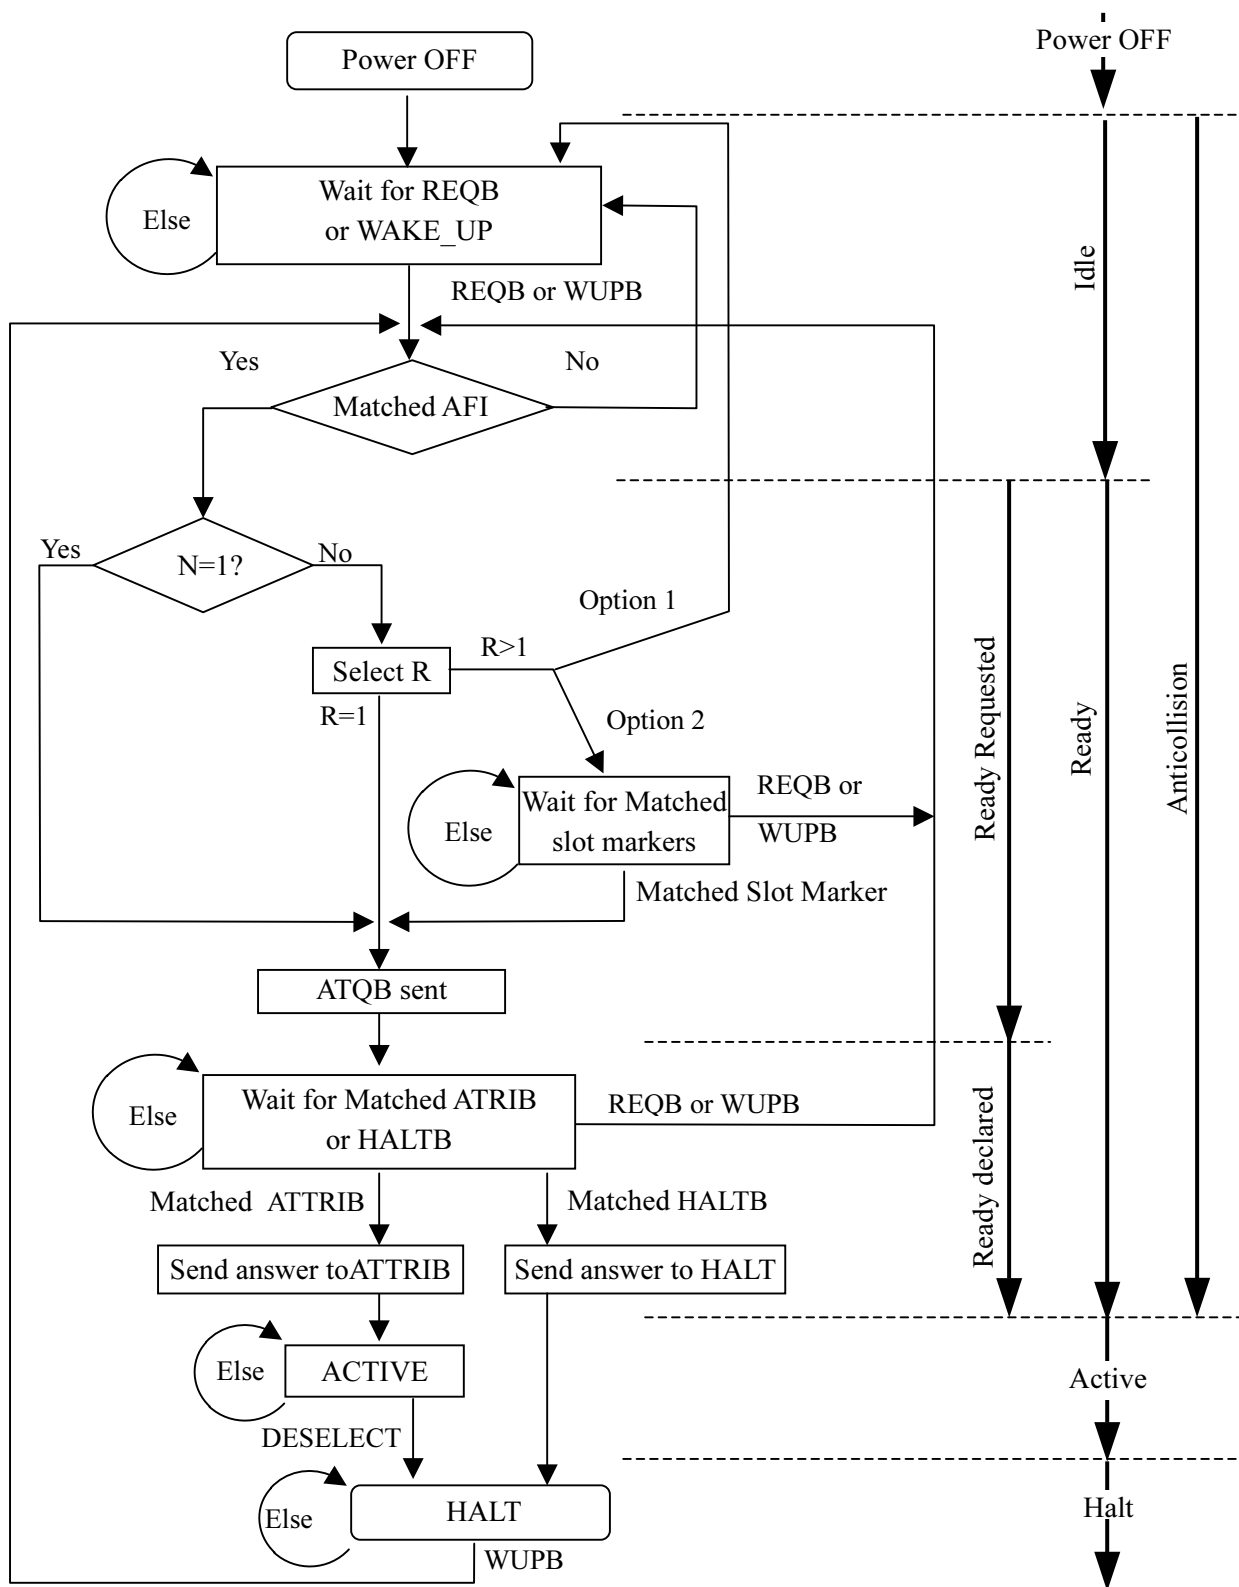 Power OFF
Power OFF
Wait for REQB
or WAKE_UP
Else
REQB or WUPB
Idle
Yes
No
Matched AFI
Yes
N=1?
No
Option 1
R>1
Select R
R=1
Option 2
Ready Requested
Ready
Anticollision
Else
Wait for Matched
slot markers
REQB or
WUPB
Matched Slot Marker
ATQB sent
Else
Wait for Matched ATRIB
or HALTB
REQB or WUPB
Ready declared
Matched ATTRIB
Matched HALTB
Send answer toATTRIB
Send answer to HALT
Else
ACTIVE
Active
DESELECT
Else
HALT
Halt
WUPB